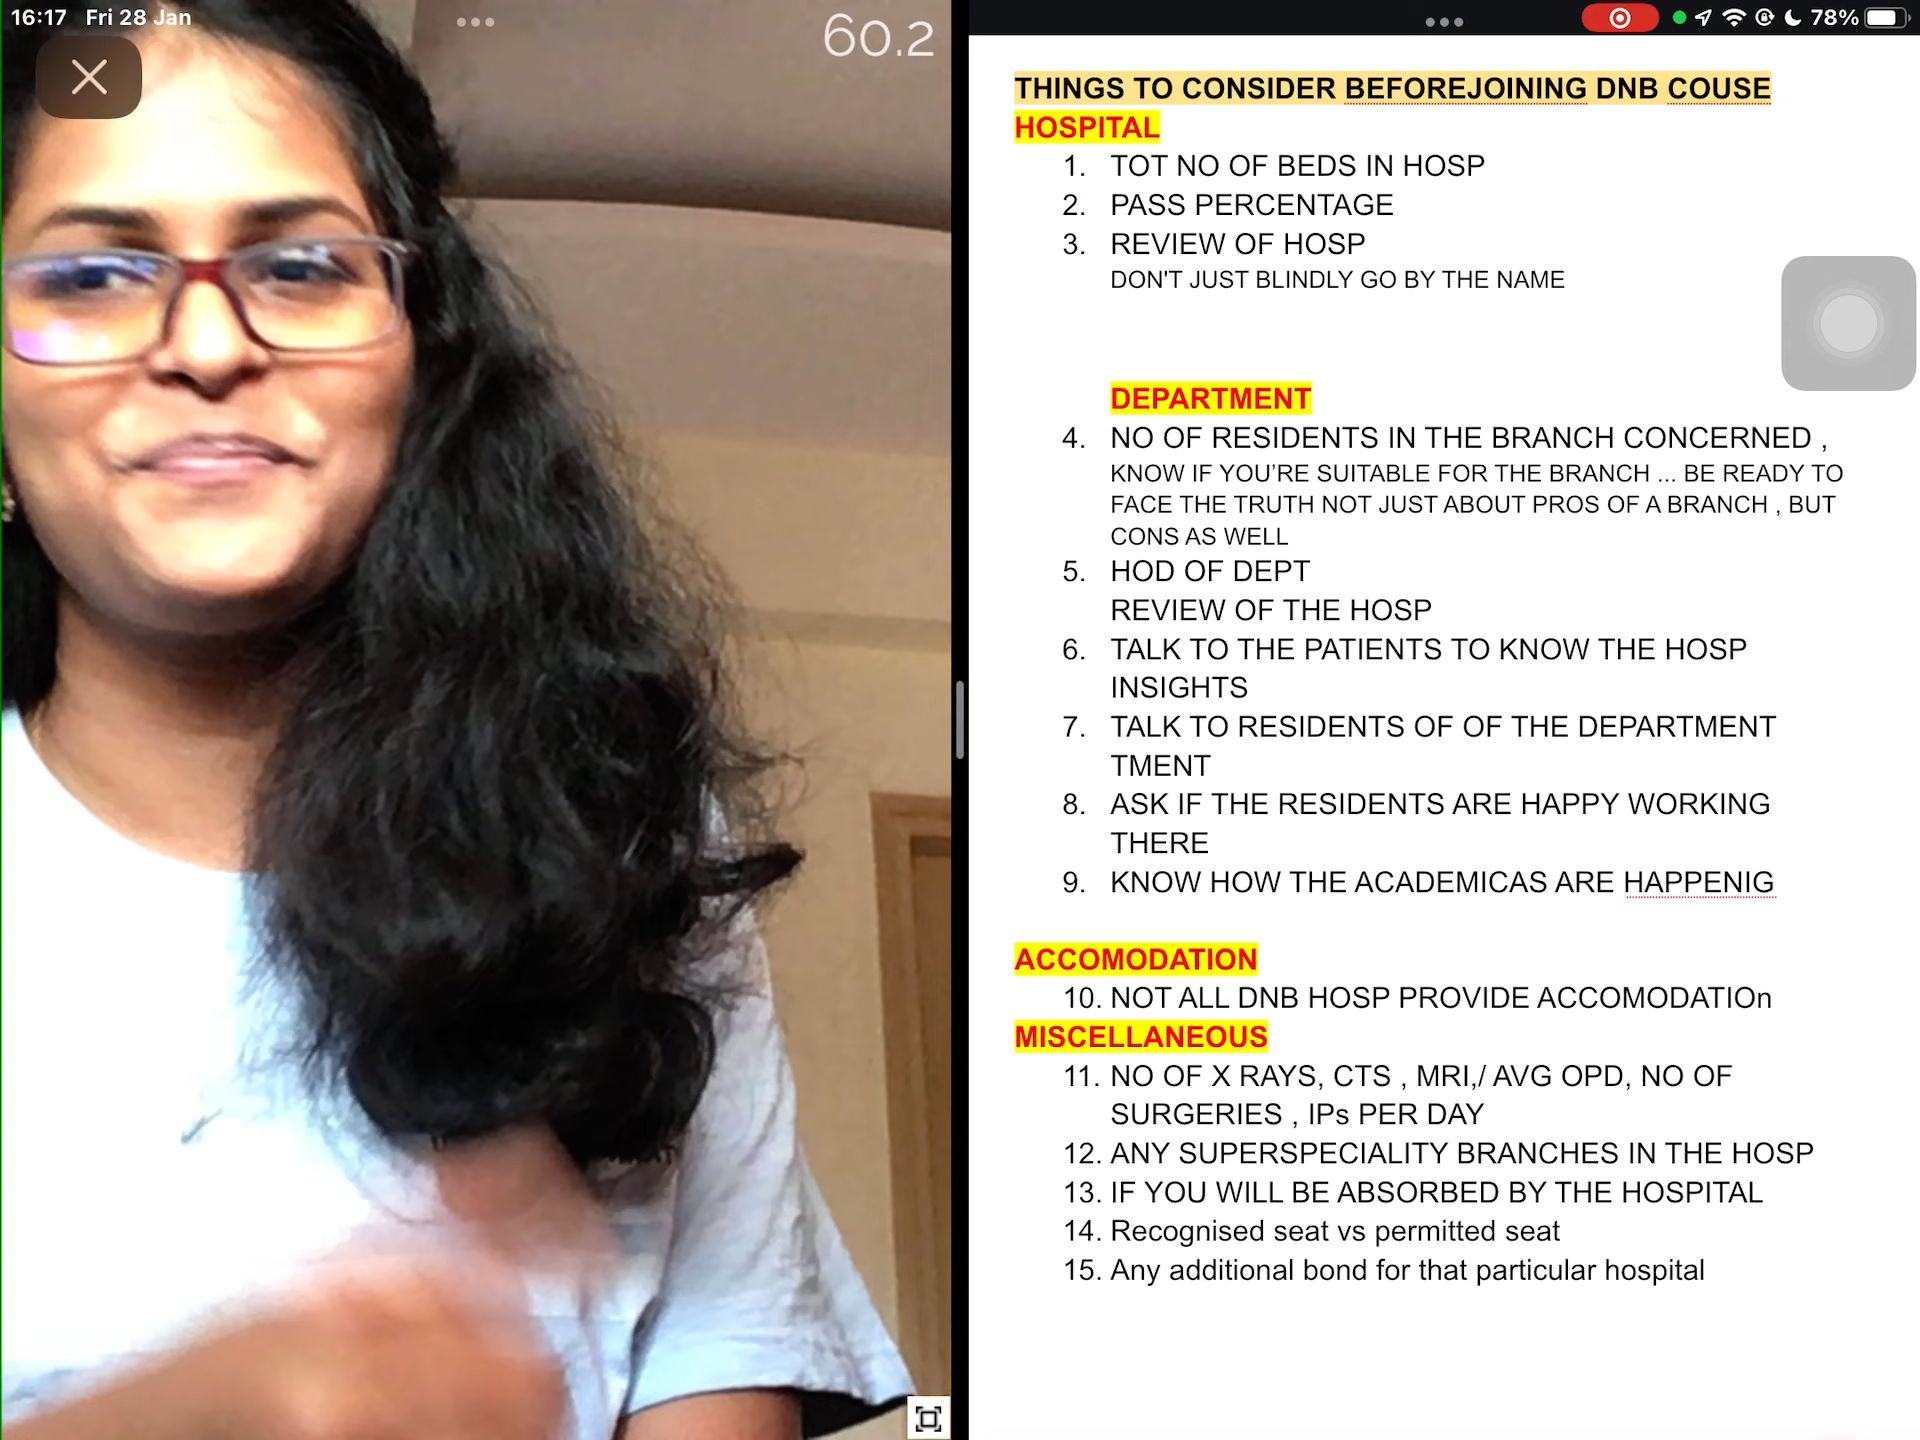 16:17 Fri 28 Jan
60.2
78%
THINGS TO CONSIDER BEFOREJOINING DNB COUSE
HOSPITAL
1. TOT NO OF BEDS IN HOSP
2. PASS PERCENTAGE
3. REVIEW OF HOSP
DON'T JUST BLINDLY GO BY THE NAME
DEPARTMENT
4. NO OF RESIDENTS IN THE BRANCH CONCERNED ,
KNOW IF YOU’RE SUITABLE FOR THE BRANCH ... BE READY TO
FACE THE TRUTH NOT JUST ABOUT PROS OF A BRANCH , BUT
CONS AS WELL
5. HOD OF DEPT
REVIEW OF THE HOSP
6. TALK TO THE PATIENTS TO KNOW THE HOSP
INSIGHTS
7. TALK TO RESIDENTS OF OF THE DEPARTMENT
TMENT
8. ASK IF THE RESIDENTS ARE HAPPY WORKING
THERE
9. KNOW HOW THE ACADEMICAS ARE HAPPENIG
ACCOMODATION
10. NOT ALL DNB HOSP PROVIDE ACCOMODATIOn
MISCELLANEOUS
11. NO OF X RAYS, CTS , MRI,/ AVG OPD, NO OF
SURGERIES , IPs PER DAY
12. ANY SUPERSPECIALITY BRANCHES IN THE HOSP
13. IF YOU WILL BE ABSORBED BY THE HOSPITAL
14. Recognised seat vs permitted seat
15. Any additional bond for that particular hospital